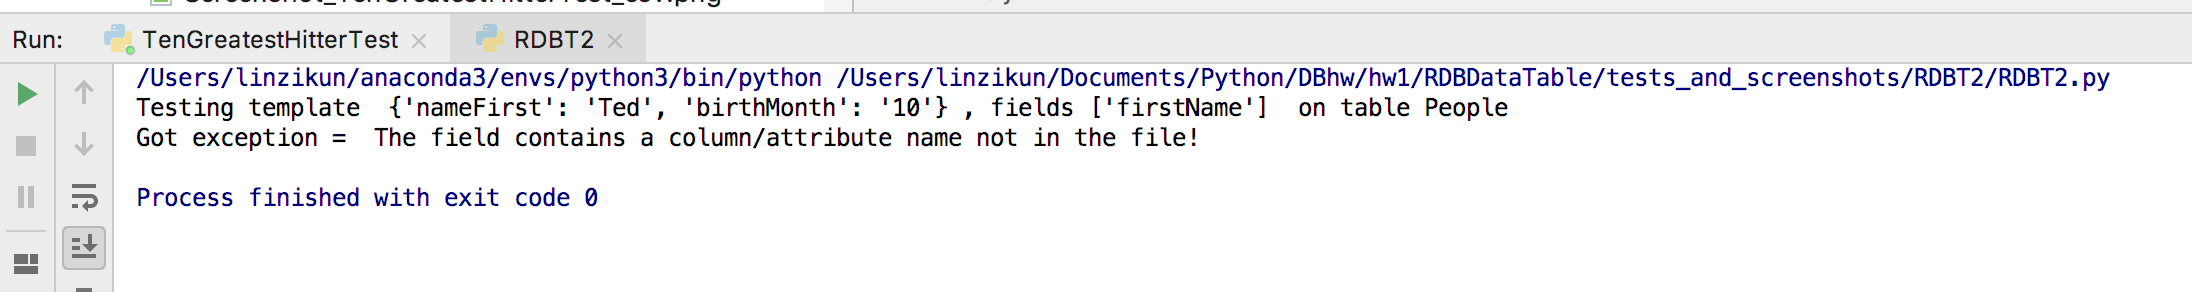 Run: TenGreatestHitterTest RDBT2
/Users/linzikun/anaconda3/envs/python3/bin/python /Users/linzikun/Documents/Python/DBhw/hw1/RDBDataTable/tests_and_screenshots/RDBT2/RDBT2.py
Testing template  {'nameFirst': 'Ted', 'birthMonth': '10'} , fields ['firstName']  on table People
Got exception =  The field contains a column/attribute name not in the file!
Process finished with exit code 0